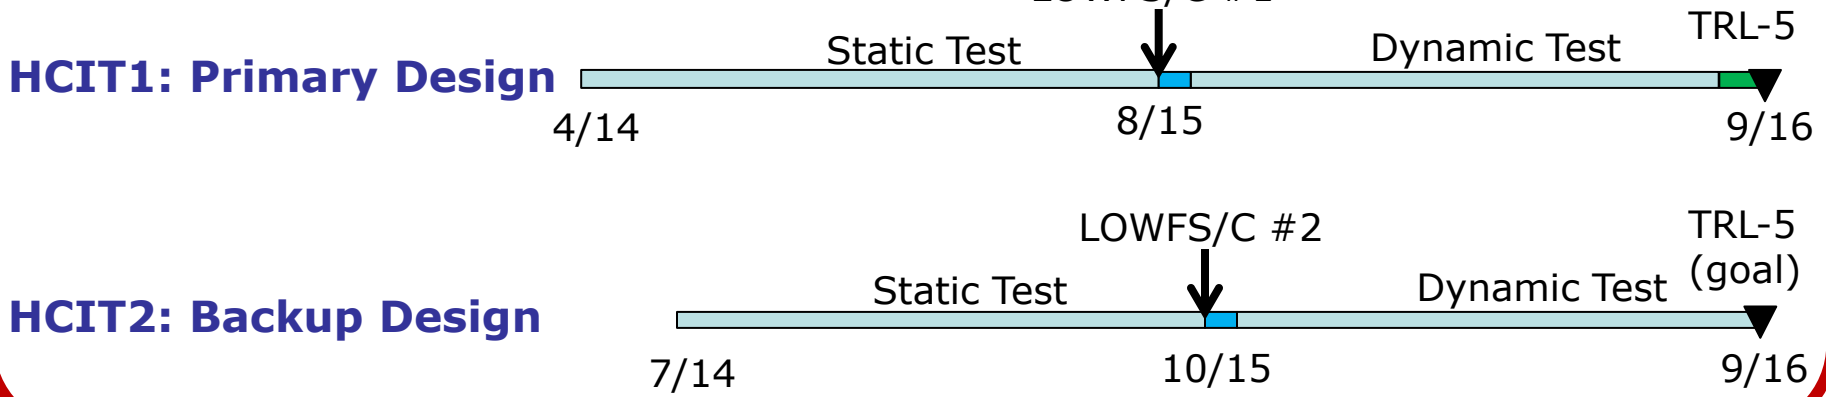 TRL-5
Static Test
Dynamic Test
HCIT1: Primary Design
4/14
8/15
9/16
LOWFS/C #2
TRL-5
(goal)
Static Test
Dynamic Test
HCIT2: Backup Design
7/14
10/15
9/16